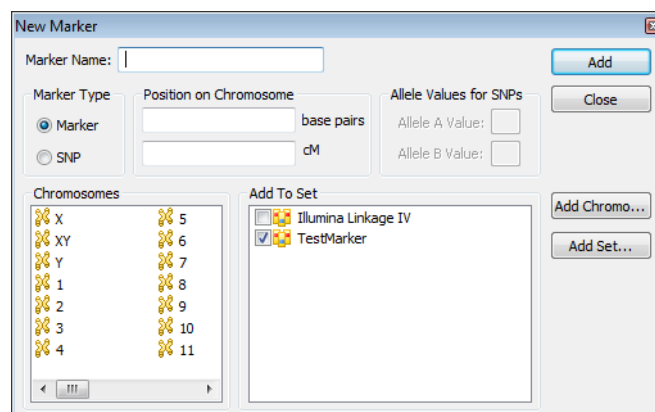 New Marker
Marker Name:
Add
Marker Type
Position on Chromosome
Allele Values for SNPs
Close
Marker
base pairs
Allele A Value:
SNP
cM
Allele B Value:
Chromosomes
Add To Set
X
5
Illumina Linkage IV
Add Chromo...
XY
6
TestMarker
Add Set...
Y
7
1
8
2
9
3
10
4
11